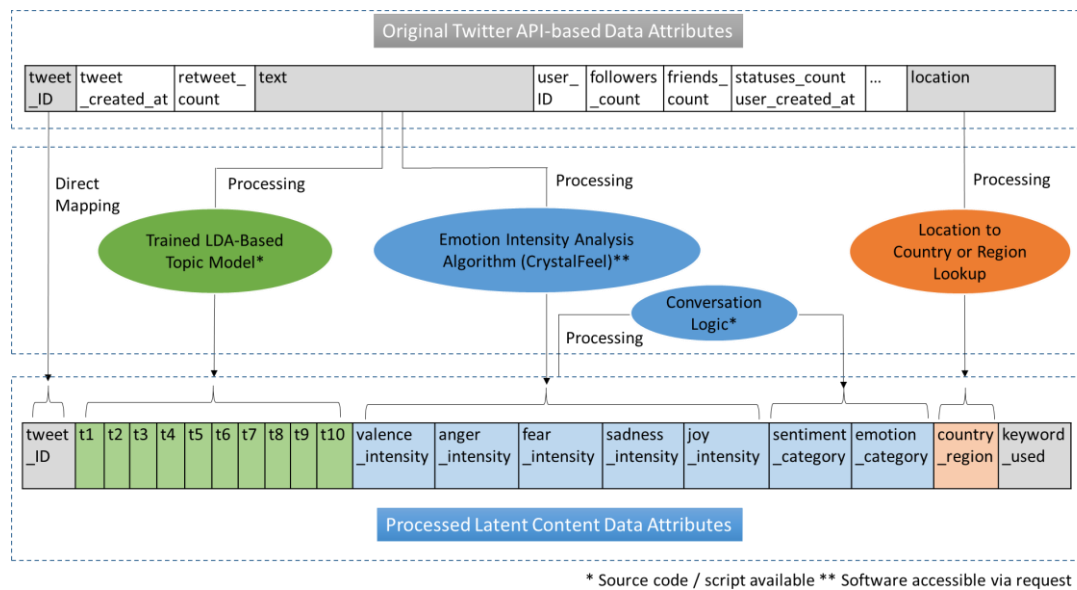 Original Twitter API-based Data Attributes
tweet
_ID
tweet
_created_at
retweet_
count
text
user_
ID
followers
_count
friends_
count
statuses_count
user_created_at
...
location
Direct
Mapping
Processing
Processing
Processing
Trained LDA-Based
Topic Model*
Emotion Intensity Analysis
Algorithm (CrystalFeel)**
Location to
Country or Region
Lookup
Conversation
Logic*
Processing
tweet
_ID
t1
t2
t3
t4
t5
t6
t7
t8
t9
t10
valence
_intensity
anger
_intensity
fear
_intensity
sadness
_intensity
joy
_intensity
sentiment
_category
emotion
_category
country
_region
keyword
_used
Processed Latent Content Data Attributes
* Source code / script available ** Software accessible via request